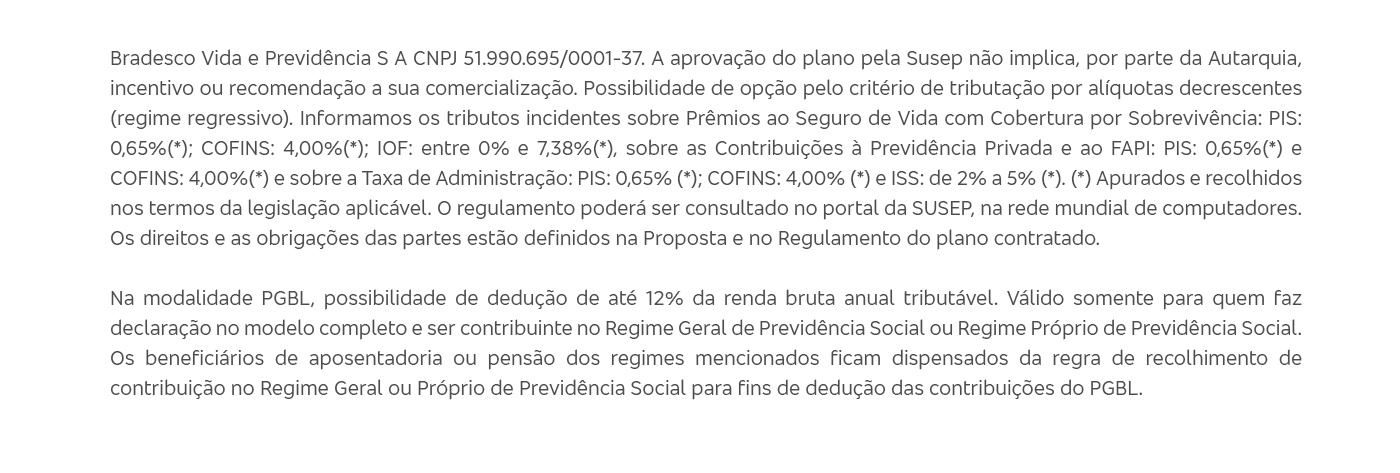 Bradesco Vida e Previdência S A CNPJ 51.990.695/0001-37. A aprovação do plano pela Susep não implica, por parte da Autarquia,
incentivo ou recomendação a sua comercialização. Possibilidade de opção pelo critério de tributação por alíquotas decrescentes
(regime regressivo). Informamos os tributos incidentes sobre Prêmios ao Seguro de Vida com Cobertura por Sobrevivência: PIS:
0,65%(*); COFINS: 4,00%(*); IOF: entre 0% e 7,38%(*), sobre as Contribuições à Previdência Privada e ao FAPI: PIS: 0,65%(*) e
COFINS: 4,00%(*) e sobre a Taxa de Administração: PIS: 0,65% (*); COFINS: 4,00% (*) e ISS: de 2% a 5% (*). (*) Apurados e recolhidos
nos termos da legislação aplicável. O regulamento poderá ser consultado no portal da SUSEP, na rede mundial de computadores.
Os direitos e as obrigações das partes estão definidos na Proposta e no Regulamento do plano contratado.
Na modalidade PGBL, possibilidade de dedução de até 12% da renda bruta anual tributável. Válido somente para quem faz
declaração no modelo completo e ser contribuinte no Regime Geral de Previdência Social ou Regime Próprio de Previdência Social.
Os beneficiários de aposentadoria ou pensão dos regimes mencionados ficam dispensados da regra de recolhimento de
contribuição no Regime Geral ou Próprio de Previdência Social para fins de dedução das contribuições do PGBL.